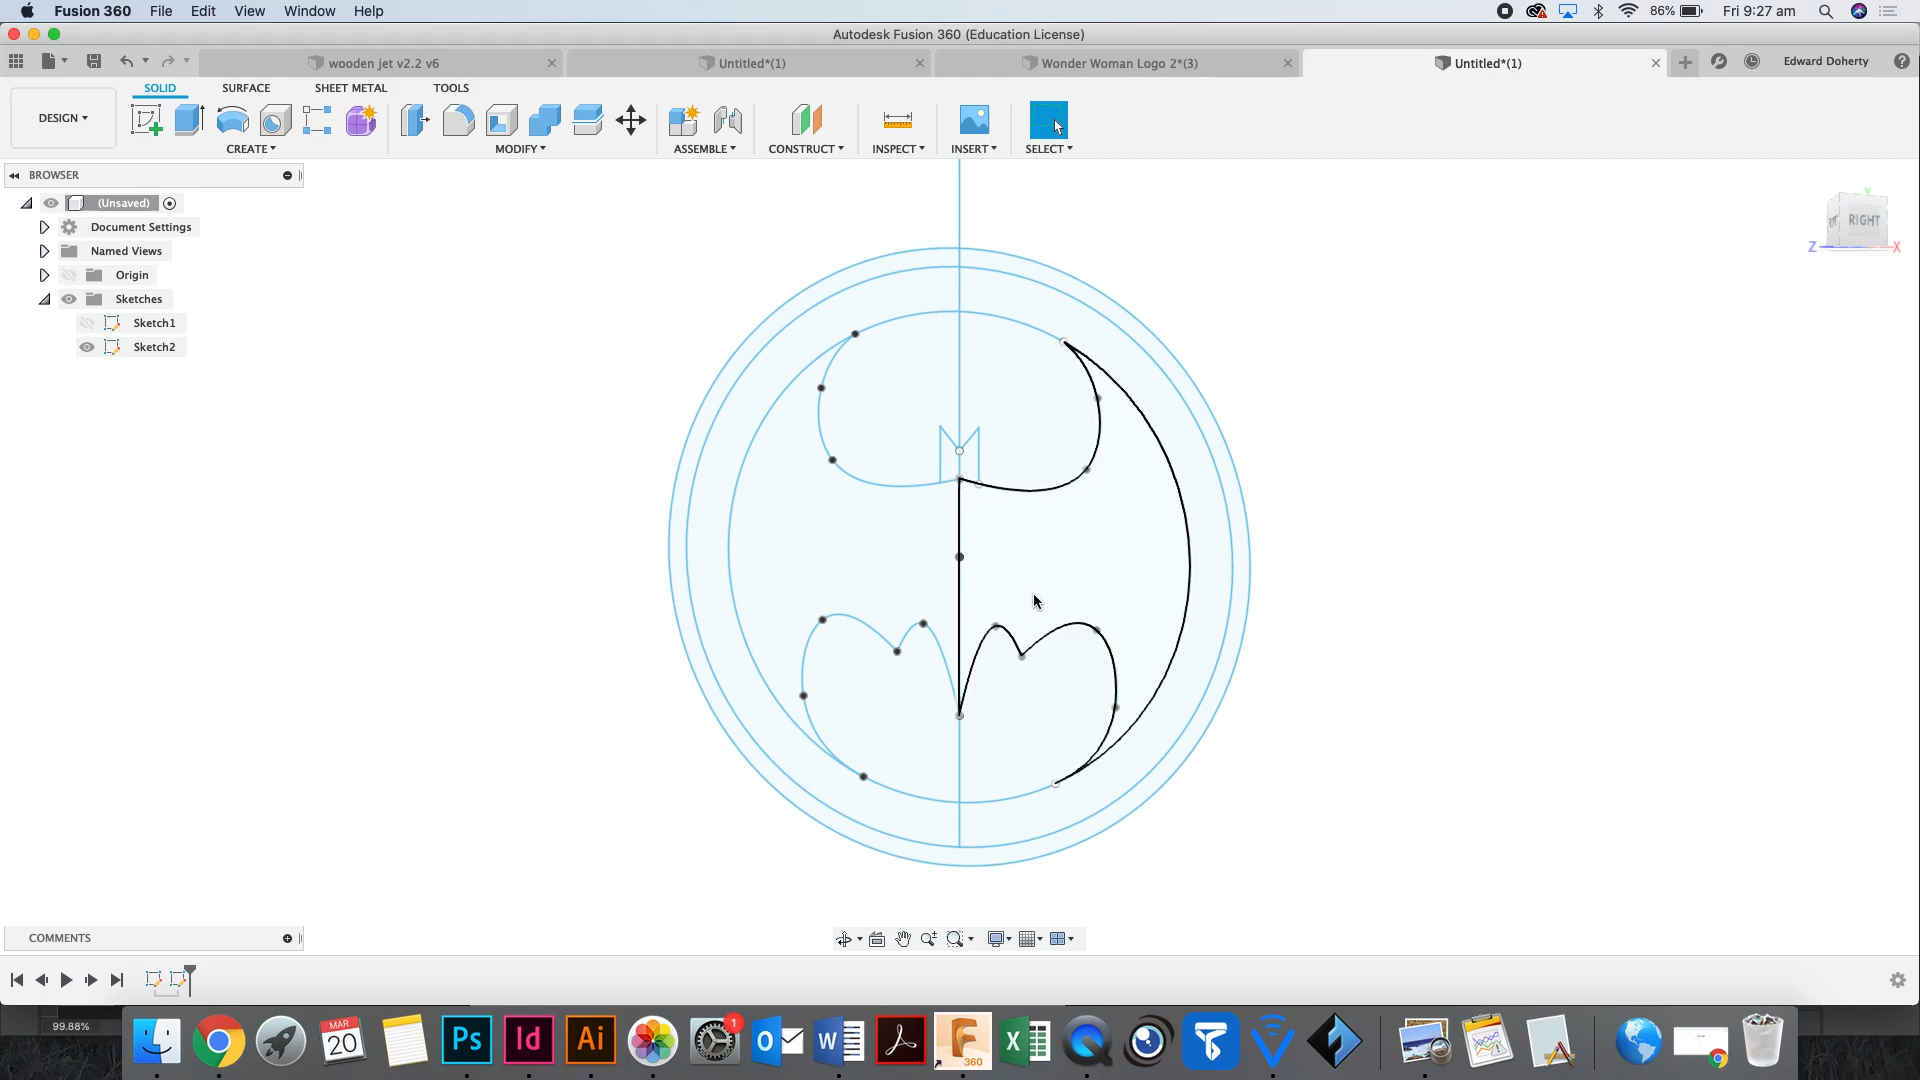 Fusion 360 File Edit View Window Help 86% Fri 9:27 am
Autodesk Fusion 360 (Education License)
wooden jet v2.2 v6 Untitled*(1) Wonder Woman Logo 2*(3) Untitled*(1) Edward Doherty
SOLID SURFACE SHEET METAL TOOLS
DESIGN
CREATE MODIFY ASSEMBLE CONSTRUCT INSPECT INSERT SELECT
BROWSER
(Unsaved)
Document Settings
Named Views
Origin
Sketches
Sketch1
Sketch2
Y
RIGHT
Z X
COMMENTS
99.88%
MAR
20
Ps Id Ai 1
360